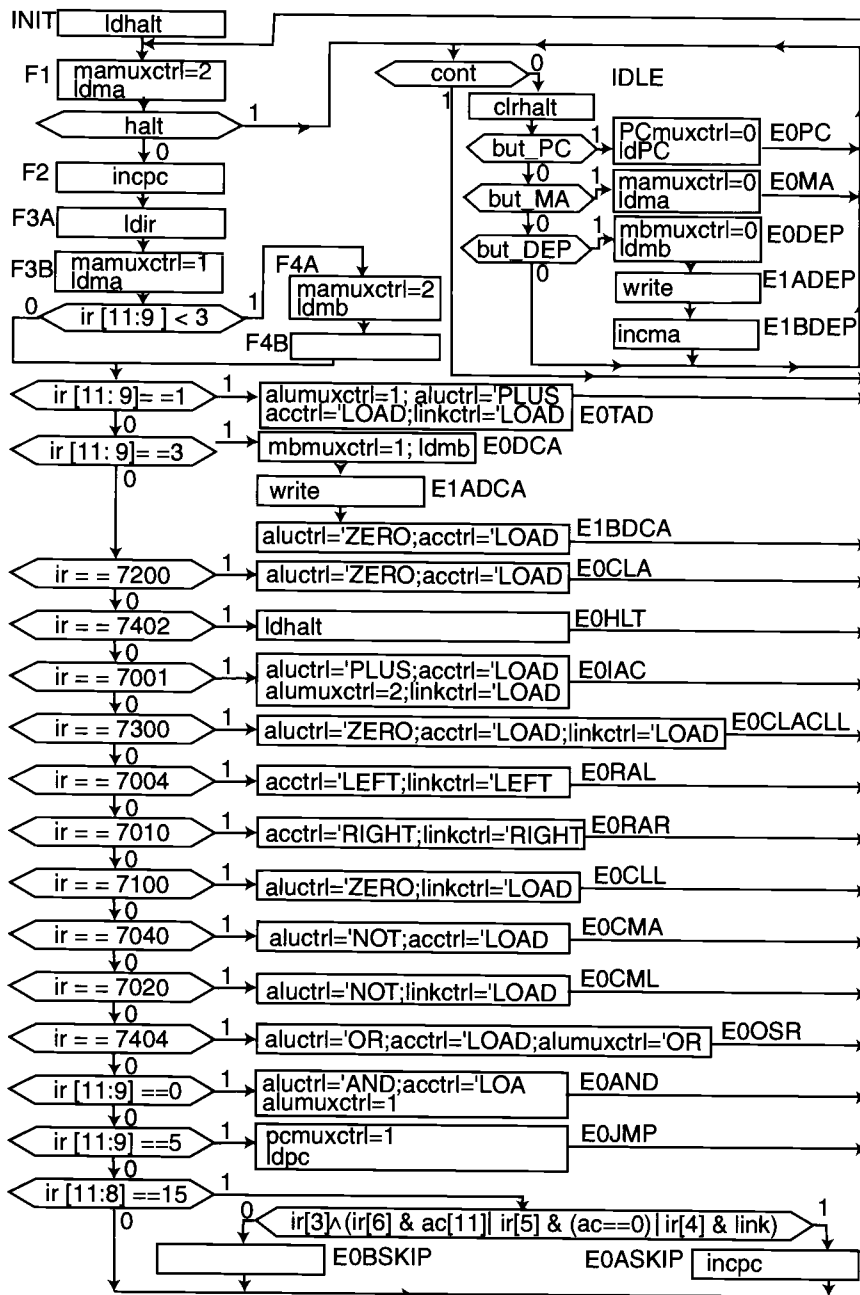 INIT
ldhalt
F1
mamuxctrl=2
ldma
halt
1
0
F2
incpc
F3A
ldir
F3B
mamuxctrl=1
ldma
0
ir [11:9 ] < 3
1
F4A
mamuxctrl=2
ldmb
F4B
cont
0
1
IDLE
clrhalt
but_PC
1
0
PCmuxctrl=0
ldPC
E0PC
but_MA
1
0
mamuxctrl=0
ldma
E0MA
but_DEP
1
0
mbmuxctrl=0
ldmb
E0DEP
write
E1ADEP
incma
E1BDEP
ir [11: 9]= =1
1
0
alumuxctrl=1; aluctrl='PLUS
acctrl='LOAD;linkctrl='LOAD
E0TAD
ir [11: 9]= =3
1
0
mbmuxctrl=1; ldmb
E0DCA
write
E1ADCA
aluctrl='ZERO;acctrl='LOAD
E1BDCA
ir = = 7200
1
0
aluctrl='ZERO;acctrl='LOAD
E0CLA
ir = = 7402
1
0
ldhalt
E0HLT
ir = = 7001
1
0
aluctrl='PLUS;acctrl='LOAD
alumuxctrl=2;linkctrl='LOAD
E0IAC
ir = = 7300
1
0
aluctrl='ZERO;acctrl='LOAD;linkctrl='LOAD
E0CLACLL
ir = = 7004
1
0
acctrl='LEFT;linkctrl='LEFT
E0RAL
ir = = 7010
1
0
acctrl='RIGHT;linkctrl='RIGHT
E0RAR
ir = = 7100
1
0
aluctrl='ZERO;linkctrl='LOAD
E0CLL
ir = = 7040
1
0
aluctrl='NOT;acctrl='LOAD
E0CMA
ir = = 7020
1
0
aluctrl='NOT;linkctrl='LOAD
E0CML
ir = = 7404
1
0
aluctrl='OR;acctrl='LOAD;alumuxctrl='OR
E0OSR
ir [11:9] ==0
1
0
aluctrl='AND;acctrl='LOA
alumuxctrl=1
E0AND
ir [11:9] ==5
1
0
pcmuxctrl=1
ldpc
E0JMP
ir [11:8] ==15
1
0
0
ir[3]∧(ir[6] & ac[11]| ir[5] & (ac==0)| ir[4] & link)
1
E0BSKIP
E0ASKIP
incpc